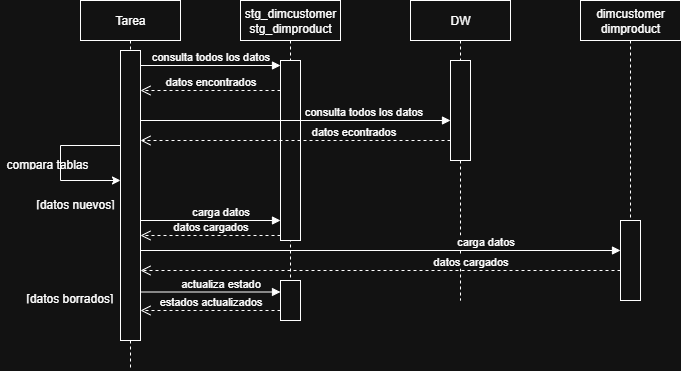 Tarea
stg_dimcustomer
stg_dimproduct
DW
dimcustomer
dimproduct
consulta todos los datos
datos encontrados
consulta todos los datos
datos econtrados
compara tablas
[datos nuevos]
carga datos
datos cargados
carga datos
datos cargados
actualiza estado
[datos borrados]
estados actualizados